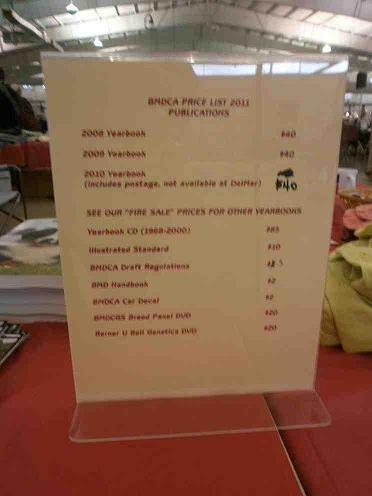 BMDCA PRICE LIST 2011
PUBLICATIONS
2008 Yearbook $40
2009 Yearbook $40
2010 Yearbook $40
(includes postage, not available at DelMar)
SEE OUR "FIRE SALE" PRICES FOR OTHER YEARBOOKS
Yearbook CD (1968-2000) $85
Illustrated Standard $10
BMDCA Draft Regulations 5
BMD Handbook $2
BMDCA Car Decal $2
BMDCGS Breed Panel DVD $20
Berner U Bell Genetics DVD $20